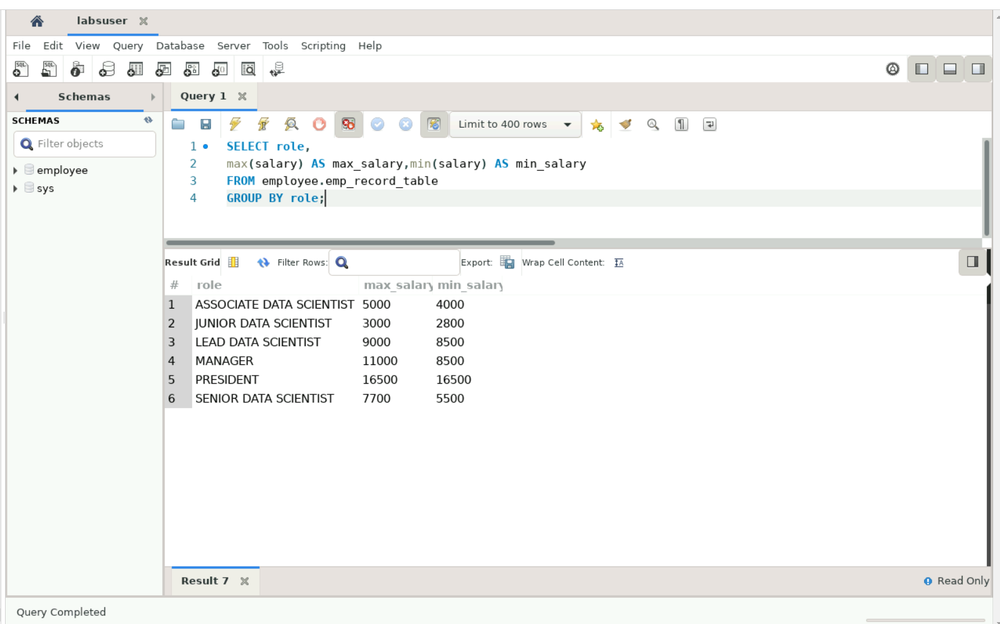 labsuser
File Edit View Query Database Server Tools Scripting Help
Schemas
Query 1
SCHEMAS
Filter objects
employee
sys
Limit to 400 rows
1 SELECT role,
2 max(salary) AS max_salary,min(salary) AS min_salary
3 FROM employee.emp_record_table
4 GROUP BY role;
Result Grid Filter Rows: Export: Wrap Cell Content:
# role max_salary min_salary
1 ASSOCIATE DATA SCIENTIST 5000 4000
2 JUNIOR DATA SCIENTIST 3000 2800
3 LEAD DATA SCIENTIST 9000 8500
4 MANAGER 11000 8500
5 PRESIDENT 16500 16500
6 SENIOR DATA SCIENTIST 7700 5500
Result 7
Read Only
Query Completed